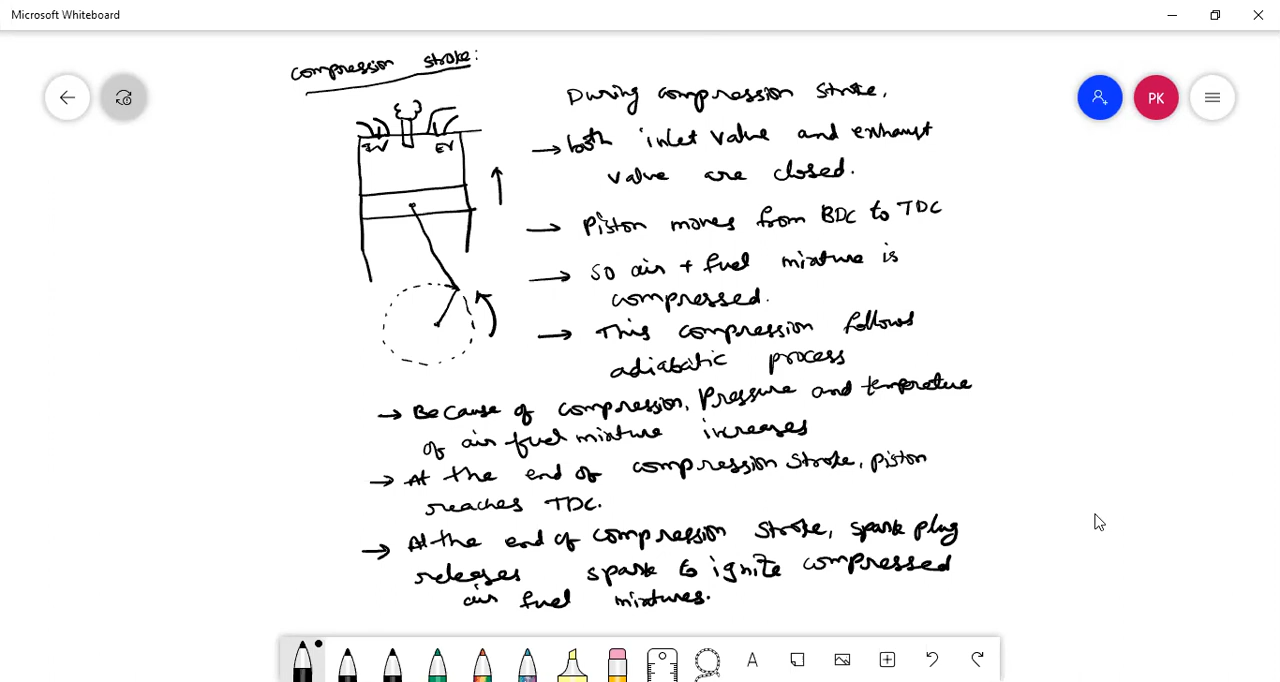 Microsoft Whiteboard
compression stroke:
PK
IV
EV
During compression stroke,
→ both inlet valve and exhaust
valve are closed.
→ Piston moves from BDC to TDC
→ so air + fuel mixture is
compressed.
→ This compression follows
adiabatic process
→ Because of compression, Pressure and temperature
of air fuel mixture increases
→ At the end of compression stroke, piston
reaches TDC.
→ At the end of compression stroke, spark plug
releases spark to ignite compressed
air fuel mixtures.
A